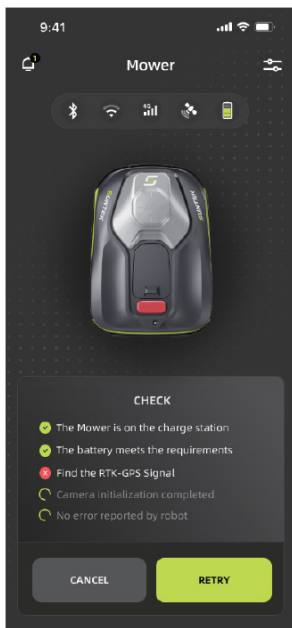 9:41
1
Mower
4G
CHECK
The Mower is on the charge station
The battery meets the requirements
Find the RTK-GPS Signal
Camera initialization completed
No error reported by robot
CANCEL
RETRY